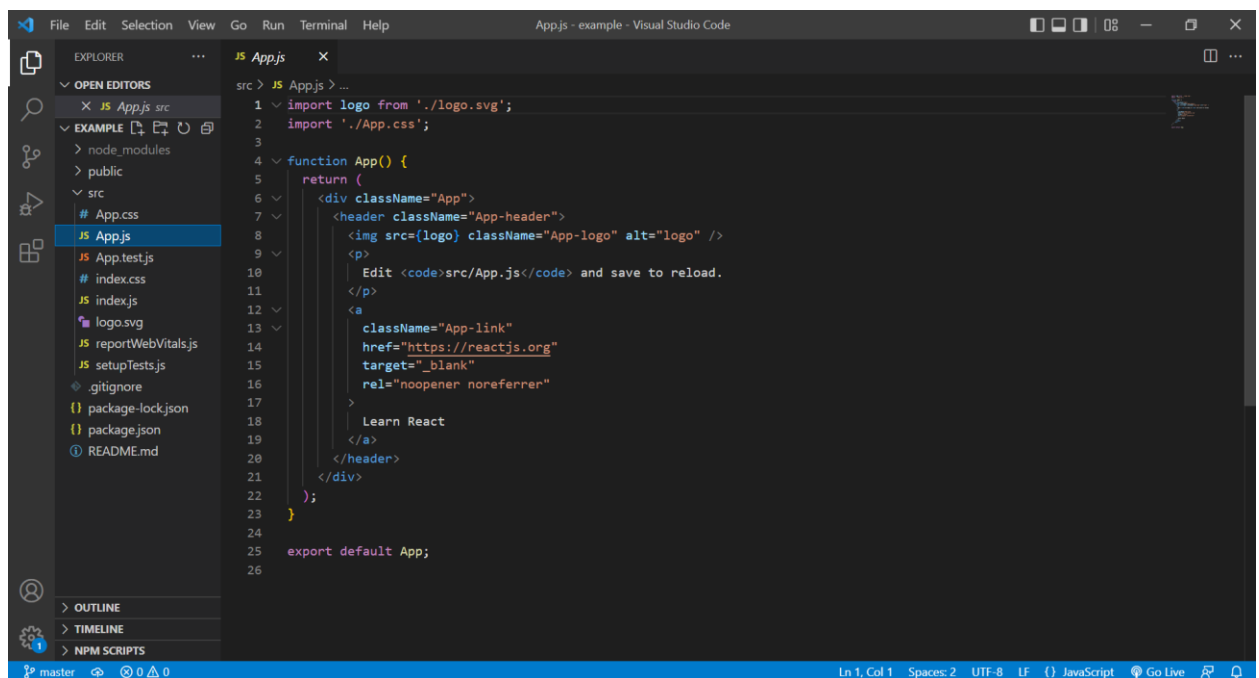 File Edit Selection View Go Run Terminal Help App.js - example - Visual Studio Code
EXPLORER ···
OPEN EDITORS
JS App.js src
EXAMPLE
node_modules
public
src
# App.css
JS App.js
JS App.test.js
# index.css
JS index.js
logo.svg
JS reportWebVitals.js
JS setupTests.js
.gitignore
{} package-lock.json
{} package.json
README.md
OUTLINE
TIMELINE
NPM SCRIPTS
JS App.js
src > JS App.js > ...
1 import logo from './logo.svg';
2 import './App.css';
3
4 function App() {
5 return (
6 <div className="App">
7 <header className="App-header">
8 <img src={logo} className="App-logo" alt="logo" />
9 <p>
10 Edit <code>src/App.js</code> and save to reload.
11 </p>
12 <a
13 className="App-link"
14 href="https://reactjs.org"
15 target="_blank"
16 rel="noopener noreferrer"
17 >
18 Learn React
19 </a>
20 </header>
21 </div>
22 );
23 }
24
25 export default App;
26
1
master 0 0 Ln 1, Col 1 Spaces: 2 UTF-8 LF {} JavaScript Go Live